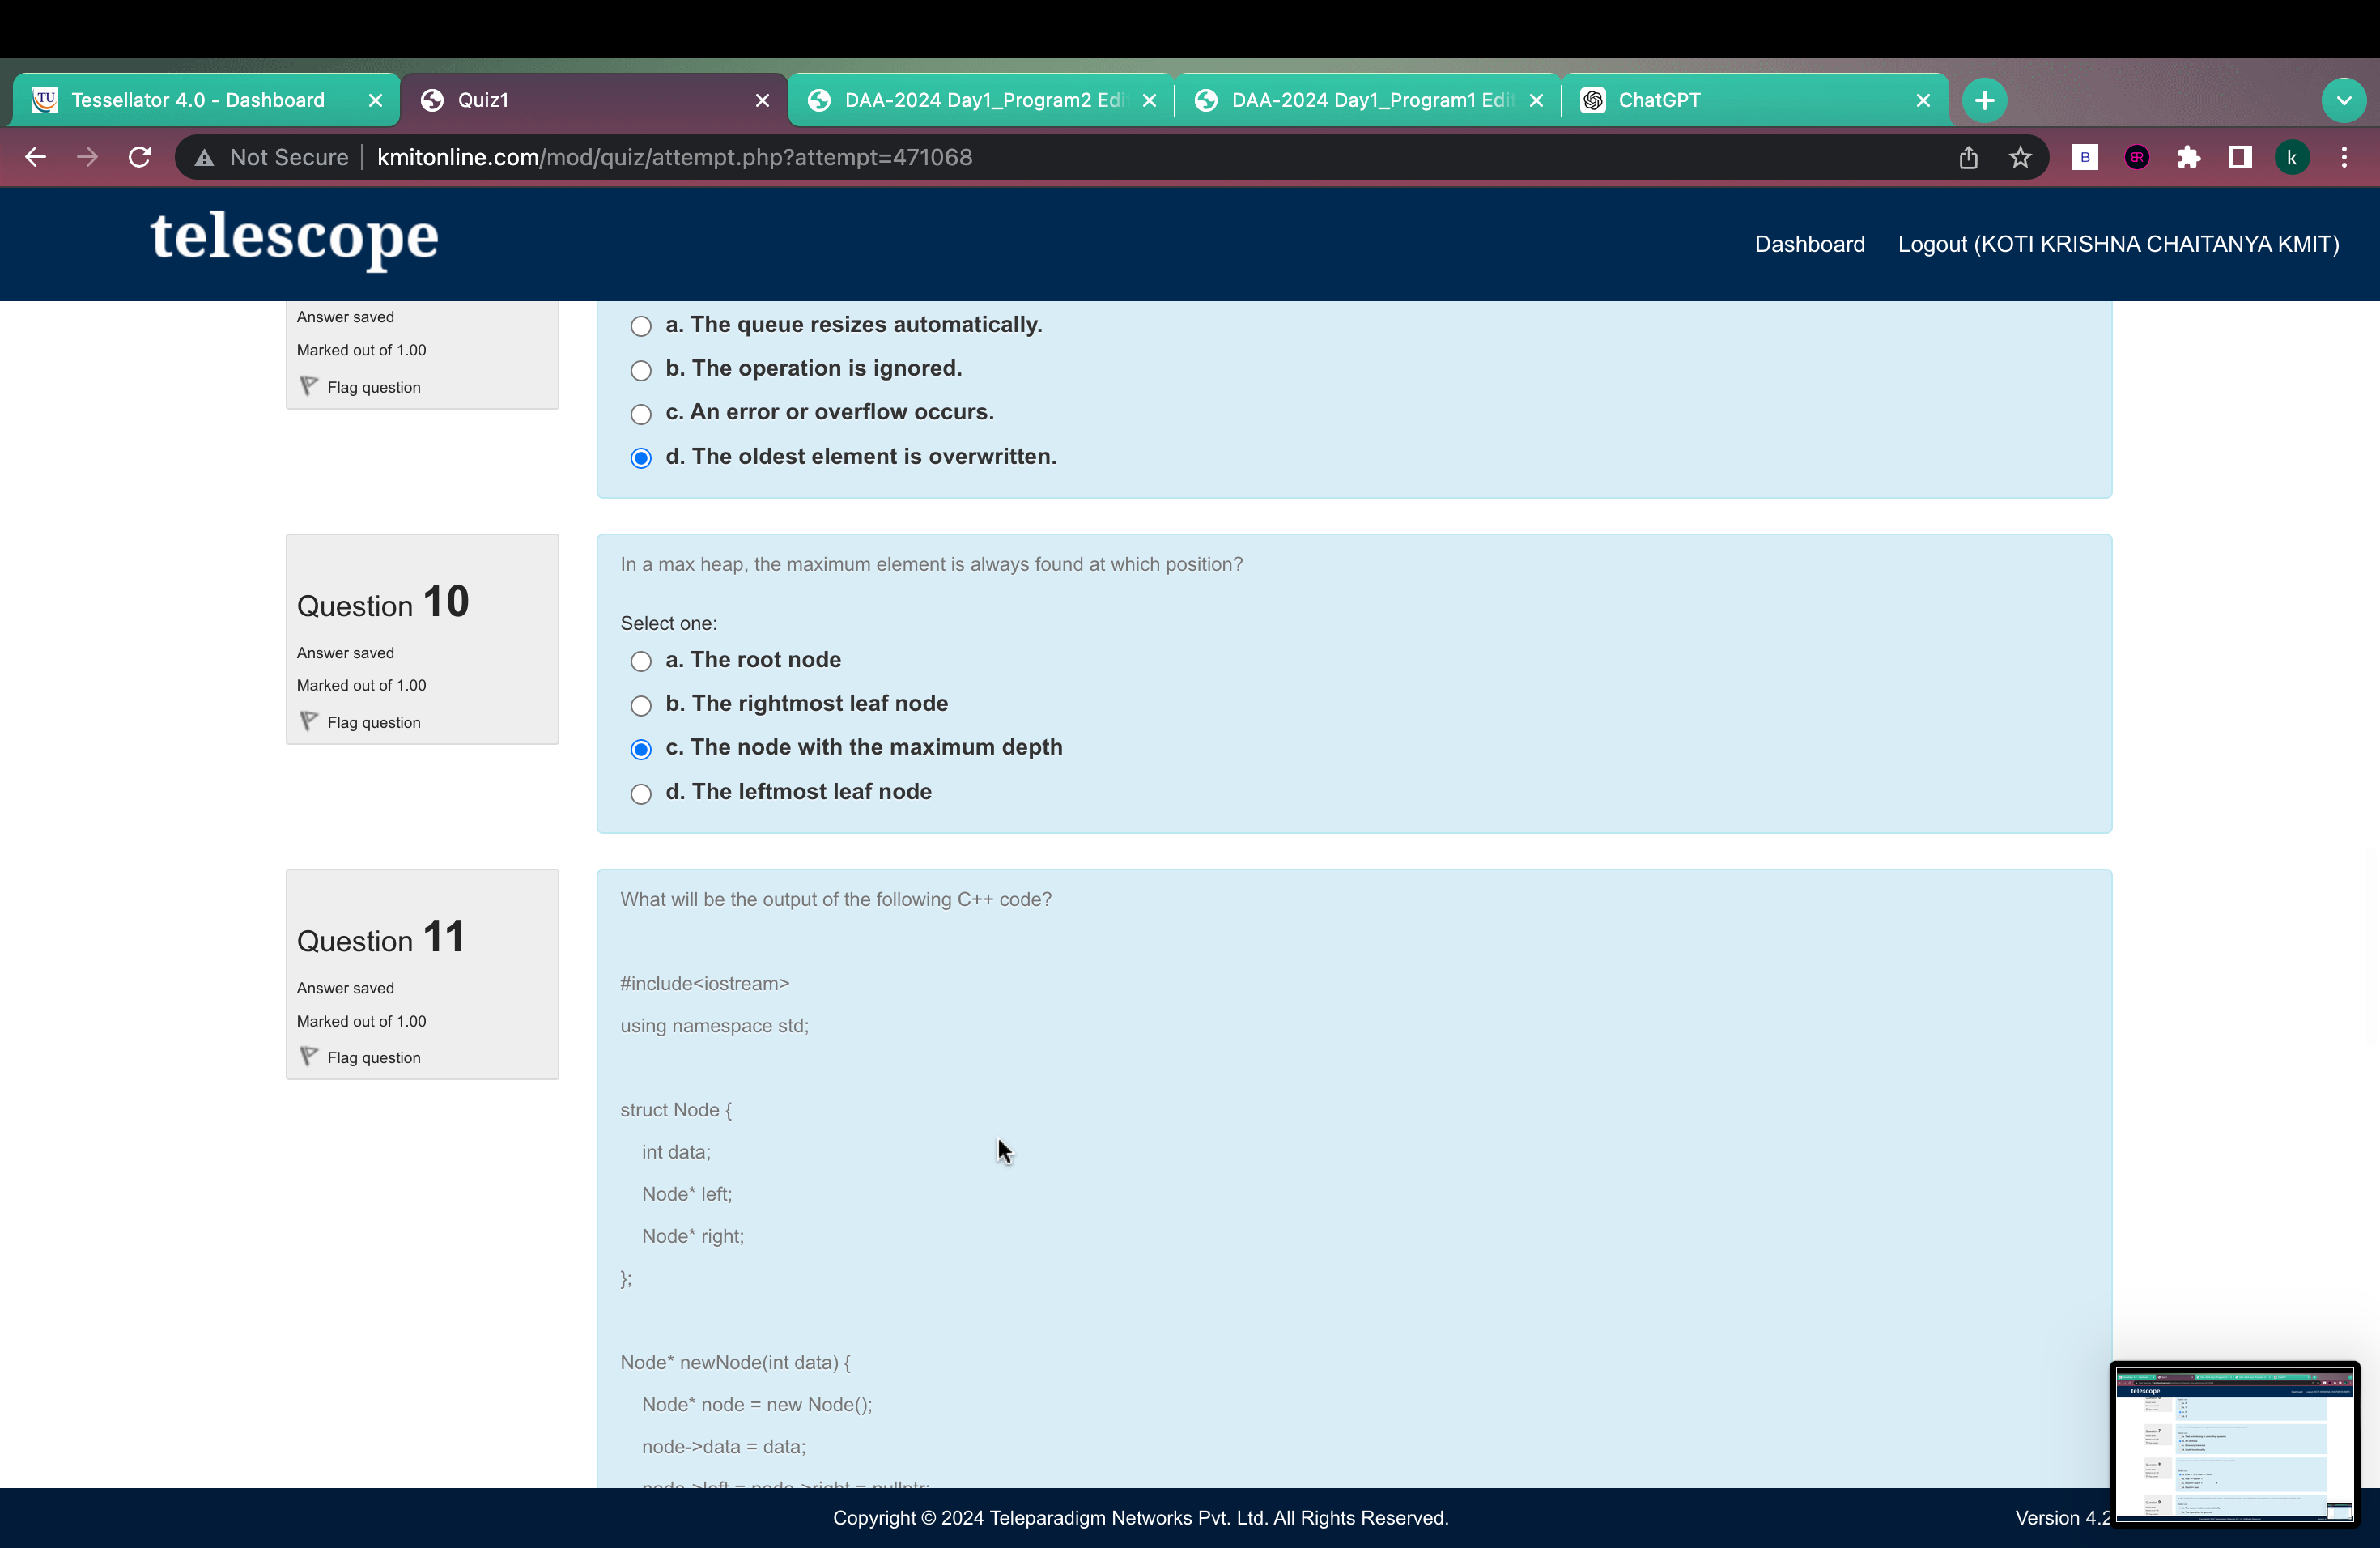 Tessellator 4.0 - Dashboard
Quiz1
DAA-2024 Day1_Program2 Edi
DAA-2024 Day1_Program1 Edi
ChatGPT
Not Secure kmitonline.com/mod/quiz/attempt.php?attempt=471068
B
k
telescope
Dashboard Logout (KOTI KRISHNA CHAITANYA KMIT)
Answer saved
Marked out of 1.00
Flag question
a. The queue resizes automatically.
b. The operation is ignored.
c. An error or overflow occurs.
d. The oldest element is overwritten.
Question 10
Answer saved
Marked out of 1.00
Flag question
In a max heap, the maximum element is always found at which position?
Select one:
a. The root node
b. The rightmost leaf node
c. The node with the maximum depth
d. The leftmost leaf node
Question 11
Answer saved
Marked out of 1.00
Flag question
What will be the output of the following C++ code?
#include<iostream>
using namespace std;
struct Node {
int data;
Node* left;
Node* right;
};
Node* newNode(int data) {
Node* node = new Node();
node->data = data;
node->left = node->right = nullptr;
Copyright © 2024 Teleparadigm Networks Pvt. Ltd. All Rights Reserved.
Version 4.2
telescope